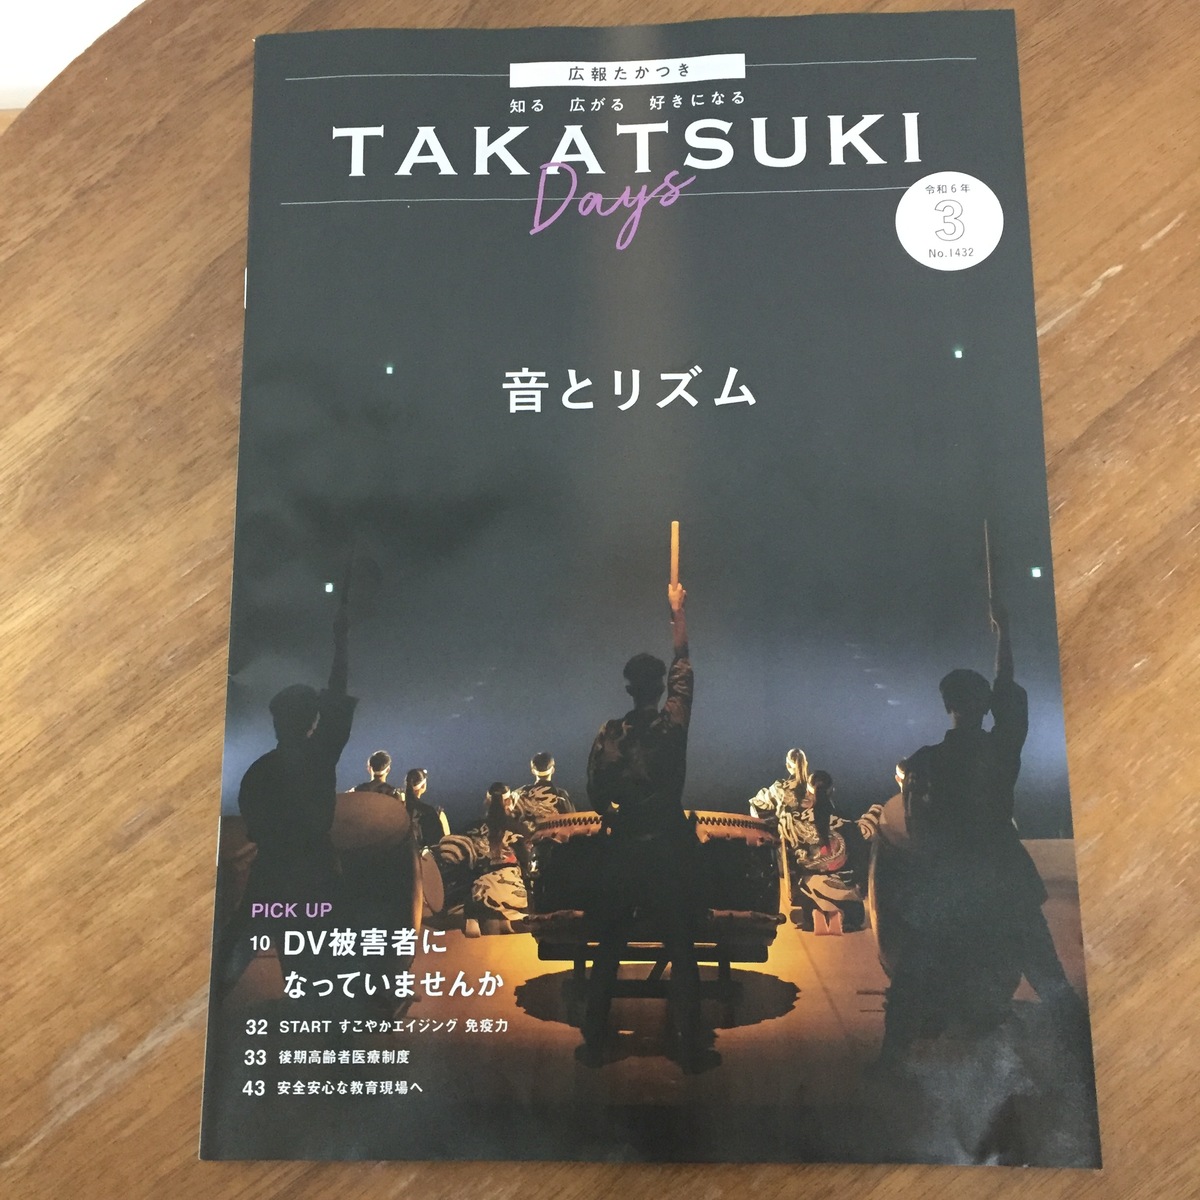 広報たかつき
知る 広がる 好きになる
TAKATSUKI
Days
令和6年
3
No.1432
音とリズム
PICK UP
10 DV被害者に
なっていませんか
32 START すこやかエイジング 免疫力
33 後期高齢者医療制度
43 安全安心な教育現場へ